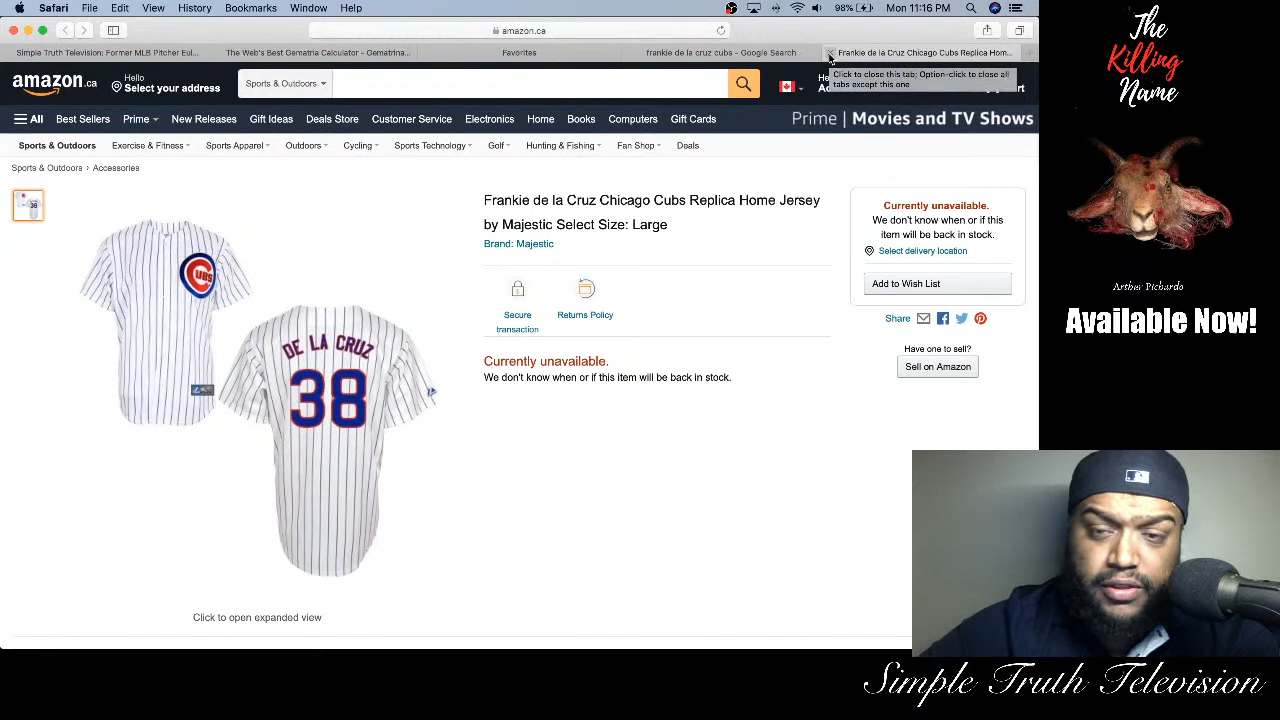 Safari File Edit View History Bookmarks Window Help
98% Mon 11:16 PM
amazon.ca
Simple Truth Television: Former MLB Pitcher Eul...
The Web's Best Gematria Calculator - Gematrina...
Favorites
frankie de la cruz cubs - Google Search
Frankie de la Cruz Chicago Cubs Replica Hom...
Click to close this tab; Option-click to close all
tabs except this one
amazon.ca
Hello
Select your address
Sports & Outdoors
All Best Sellers Prime New Releases Gift Ideas Deals Store Customer Service Electronics Home Books Computers Gift Cards
Prime | Movies and TV Shows
Sports & Outdoors Exercise & Fitness Sports Apparel Outdoors Cycling Sports Technology Golf Hunting & Fishing Fan Shop Deals
Sports & Outdoors › Accessories
CUBS
DE LA CRUZ
38
Click to open expanded view
Frankie de la Cruz Chicago Cubs Replica Home Jersey
by Majestic Select Size: Large
Brand: Majestic
Secure
transaction
Returns Policy
Currently unavailable.
We don't know when or if this item will be back in stock.
Currently unavailable.
We don't know when or if this
item will be back in stock.
Select delivery location
Add to Wish List
Share
Have one to sell?
Sell on Amazon
The
Killing
Name
Arther Pichardo
Available Now!
Simple Truth Television